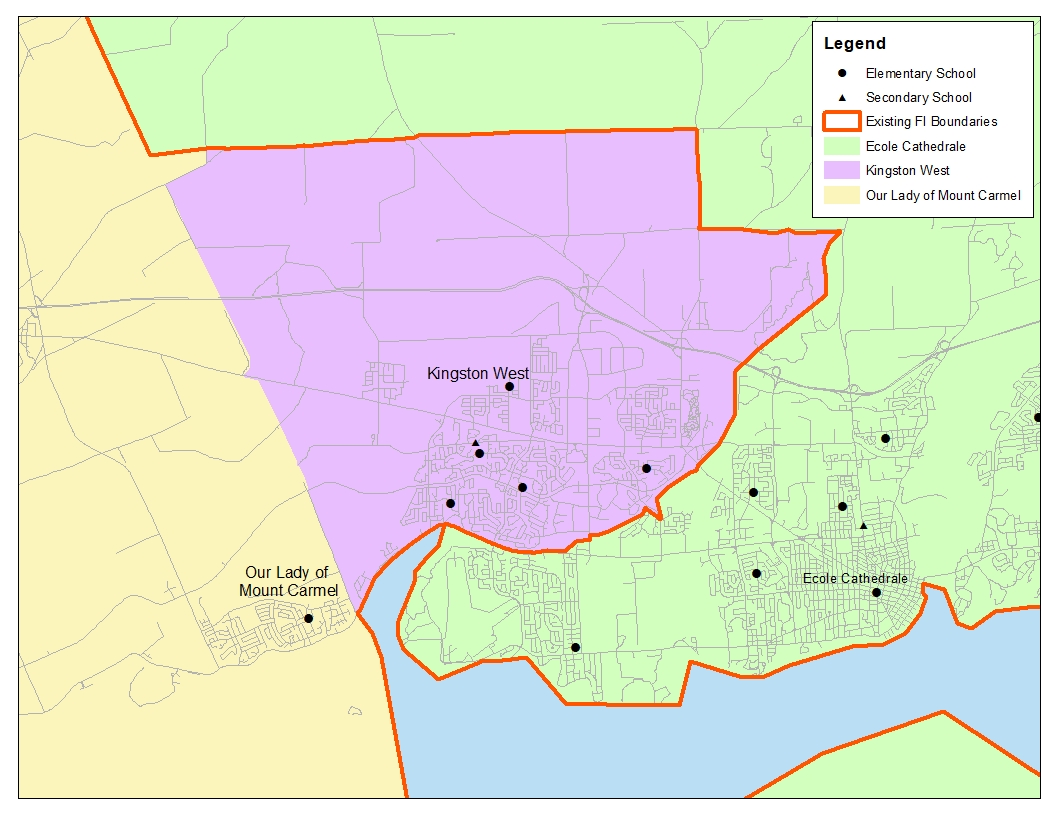 Legend
Elementary School
Secondary School
Existing FI Boundaries
Ecole Cathedrale
Kingston West
Our Lady of Mount Carmel
Kingston West
Our Lady of
Mount Carmel
Ecole Cathedrale